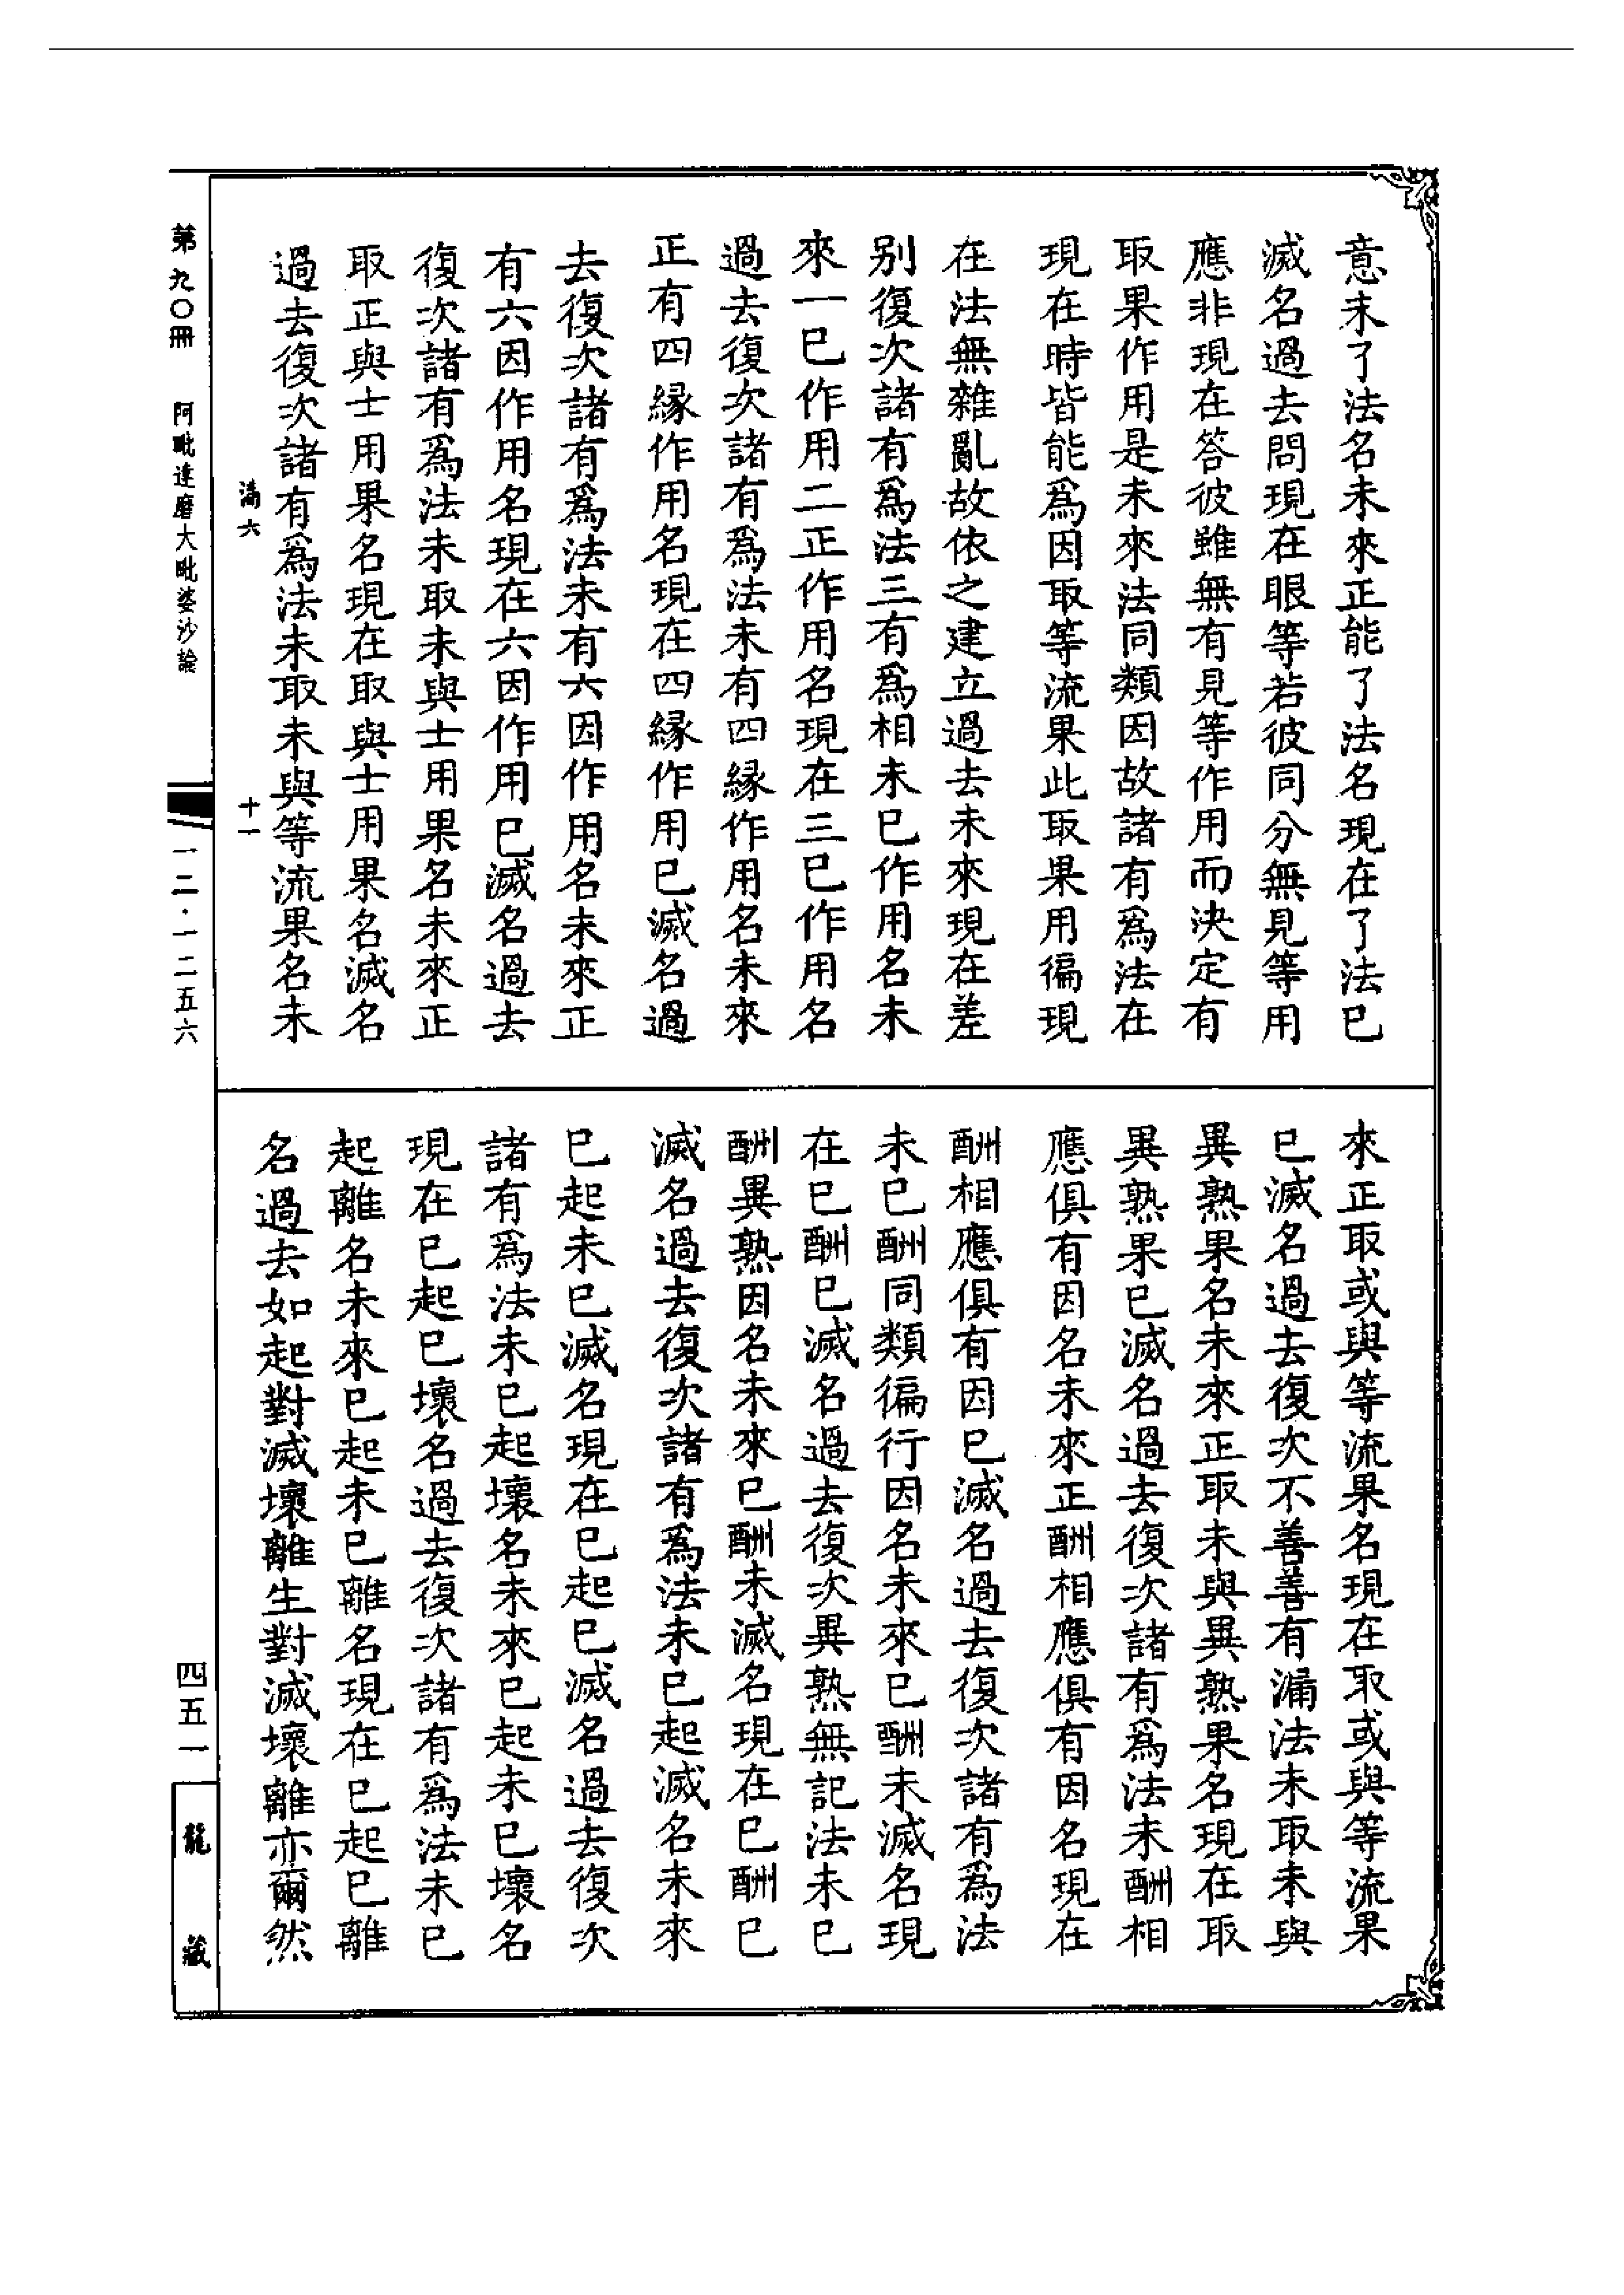 意未了法名未來正能了法名現在了法已
滅名過去問現在眼等若彼同分無見等用
應非現在答彼雖無有見等作用而決定有
取果作用是未來法同類因故諸有爲法在
現在時皆能爲因取等流果此取果用徧現
在法無雜亂故依之建立過去未來現在差
别復次諸有爲法三有爲相未已作用名未
來一已作用二正作用名現在三已作用名
過去復次諸有爲法未有四緣作用名未來
正有四緣作用名現在四緣作用已滅名過
去復次諸有爲法未有六因作用名未來正
有六因作用名現在六因作用已滅名過去
復次諸有爲法未取未與士用果名未來正
取正與士用果名現在取與士用果名滅名
過去復次諸有爲法未取未與等流果名未
來正取或與等流果名現在取或與等流果
已滅名過去復次不善善有漏法未取未與
異熟果名未來正取未與異熟果名現在取
異熟果已滅名過去復次諸有爲法未酬相
應俱有因名未來正酬相應俱有因名現在
酬相應俱有因已滅名過去復次諸有爲法
未已酬同類徧行因名未來已酬未滅名現
在已酬已滅名過去復次異熟無記法未已
酬異熟因名未來已酬未滅名現在已酬已
滅名過去復次諸有爲法未已起滅名未來
已起未已滅名現在已起已滅名過去復次
諸有爲法未已起壞名未來已起未已壞名
現在已起已壞名過去復次諸有爲法未已
起離名未來已起未已離名現在已起已離
名過去如起對滅壞離生對滅壞離亦爾然
滿六
十一
第九〇冊 阿毗達磨大毗婆沙論
一二·一二五六
四五一
龍藏